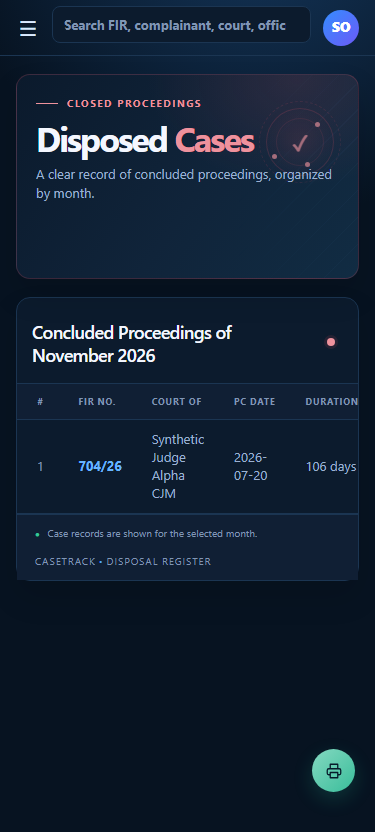 Search FIR, complainant, court, offic
SO
CLOSED PROCEEDINGS
Disposed Cases
A clear record of concluded proceedings, organized
by month.
Concluded Proceedings of
November 2026
# FIR NO. COURT OF PC DATE DURATION
1 704/26 Synthetic Judge Alpha CJM 2026-07-20 106 days
Case records are shown for the selected month.
CASETRACK • DISPOSAL REGISTER